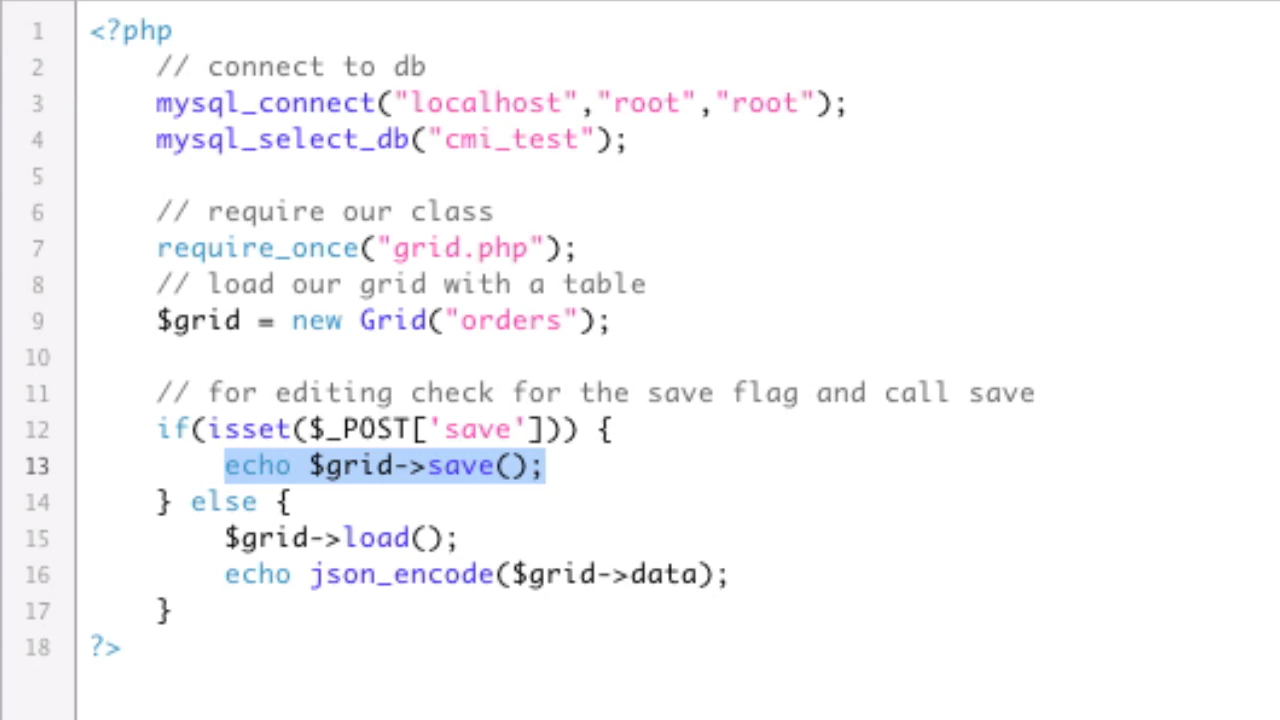 1 <?php
2 // connect to db
3 mysql_connect("localhost","root","root");
4 mysql_select_db("cmi_test");
5
6 // require our class
7 require_once("grid.php");
8 // load our grid with a table
9 $grid = new Grid("orders");
10
11 // for editing check for the save flag and call save
12 if(isset($_POST['save'])) {
13 echo $grid->save();
14 } else {
15 $grid->load();
16 echo json_encode($grid->data);
17 }
18 ?>